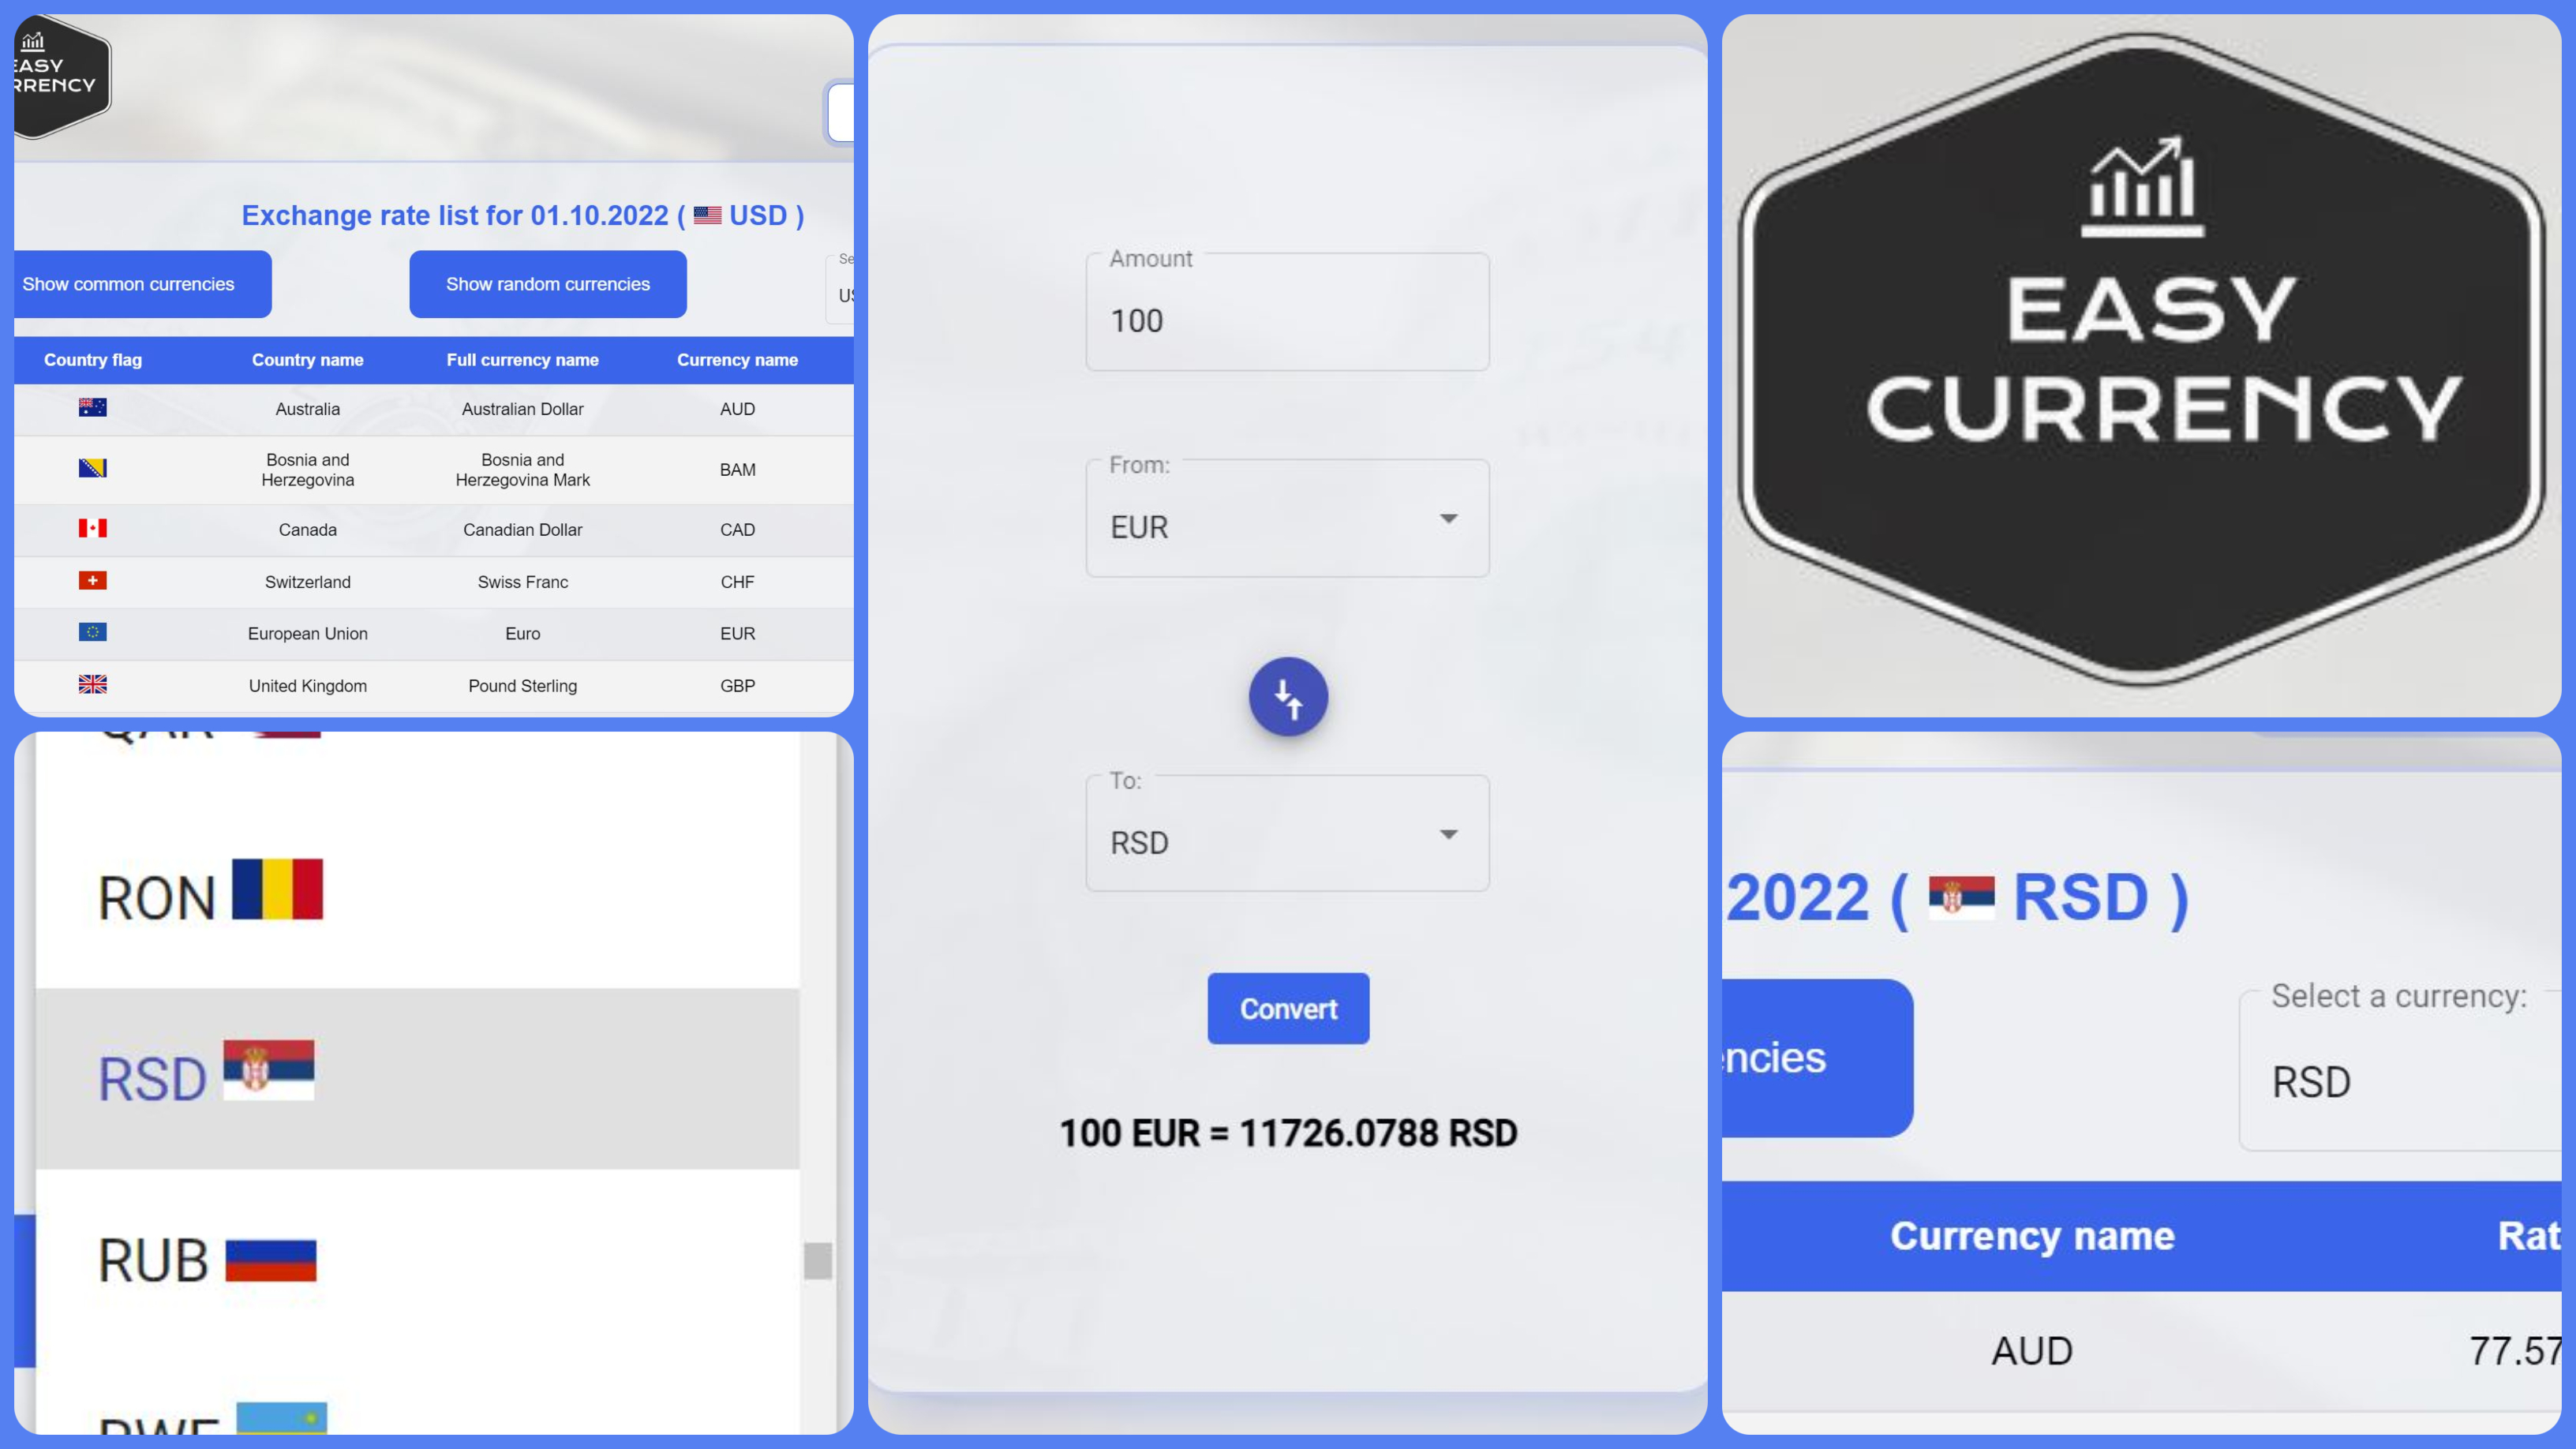 EASY
RRENCY
Exchange rate list for 01.10.2022 ( USD )
Show common currencies
Show random currencies
Se
US
Country flag Country name Full currency name Currency name
Australia Australian Dollar AUD
Bosnia and Herzegovina Bosnia and Herzegovina Mark BAM
Canada Canadian Dollar CAD
Switzerland Swiss Franc CHF
European Union Euro EUR
United Kingdom Pound Sterling GBP
QAR
RON
RSD
RUB
RWF
Amount
100
From:
EUR
To:
RSD
Convert
100 EUR = 11726.0788 RSD
EASY
CURRENCY
2022 ( RSD )
encies
Select a currency:
RSD
Currency name Rat
AUD 77.57